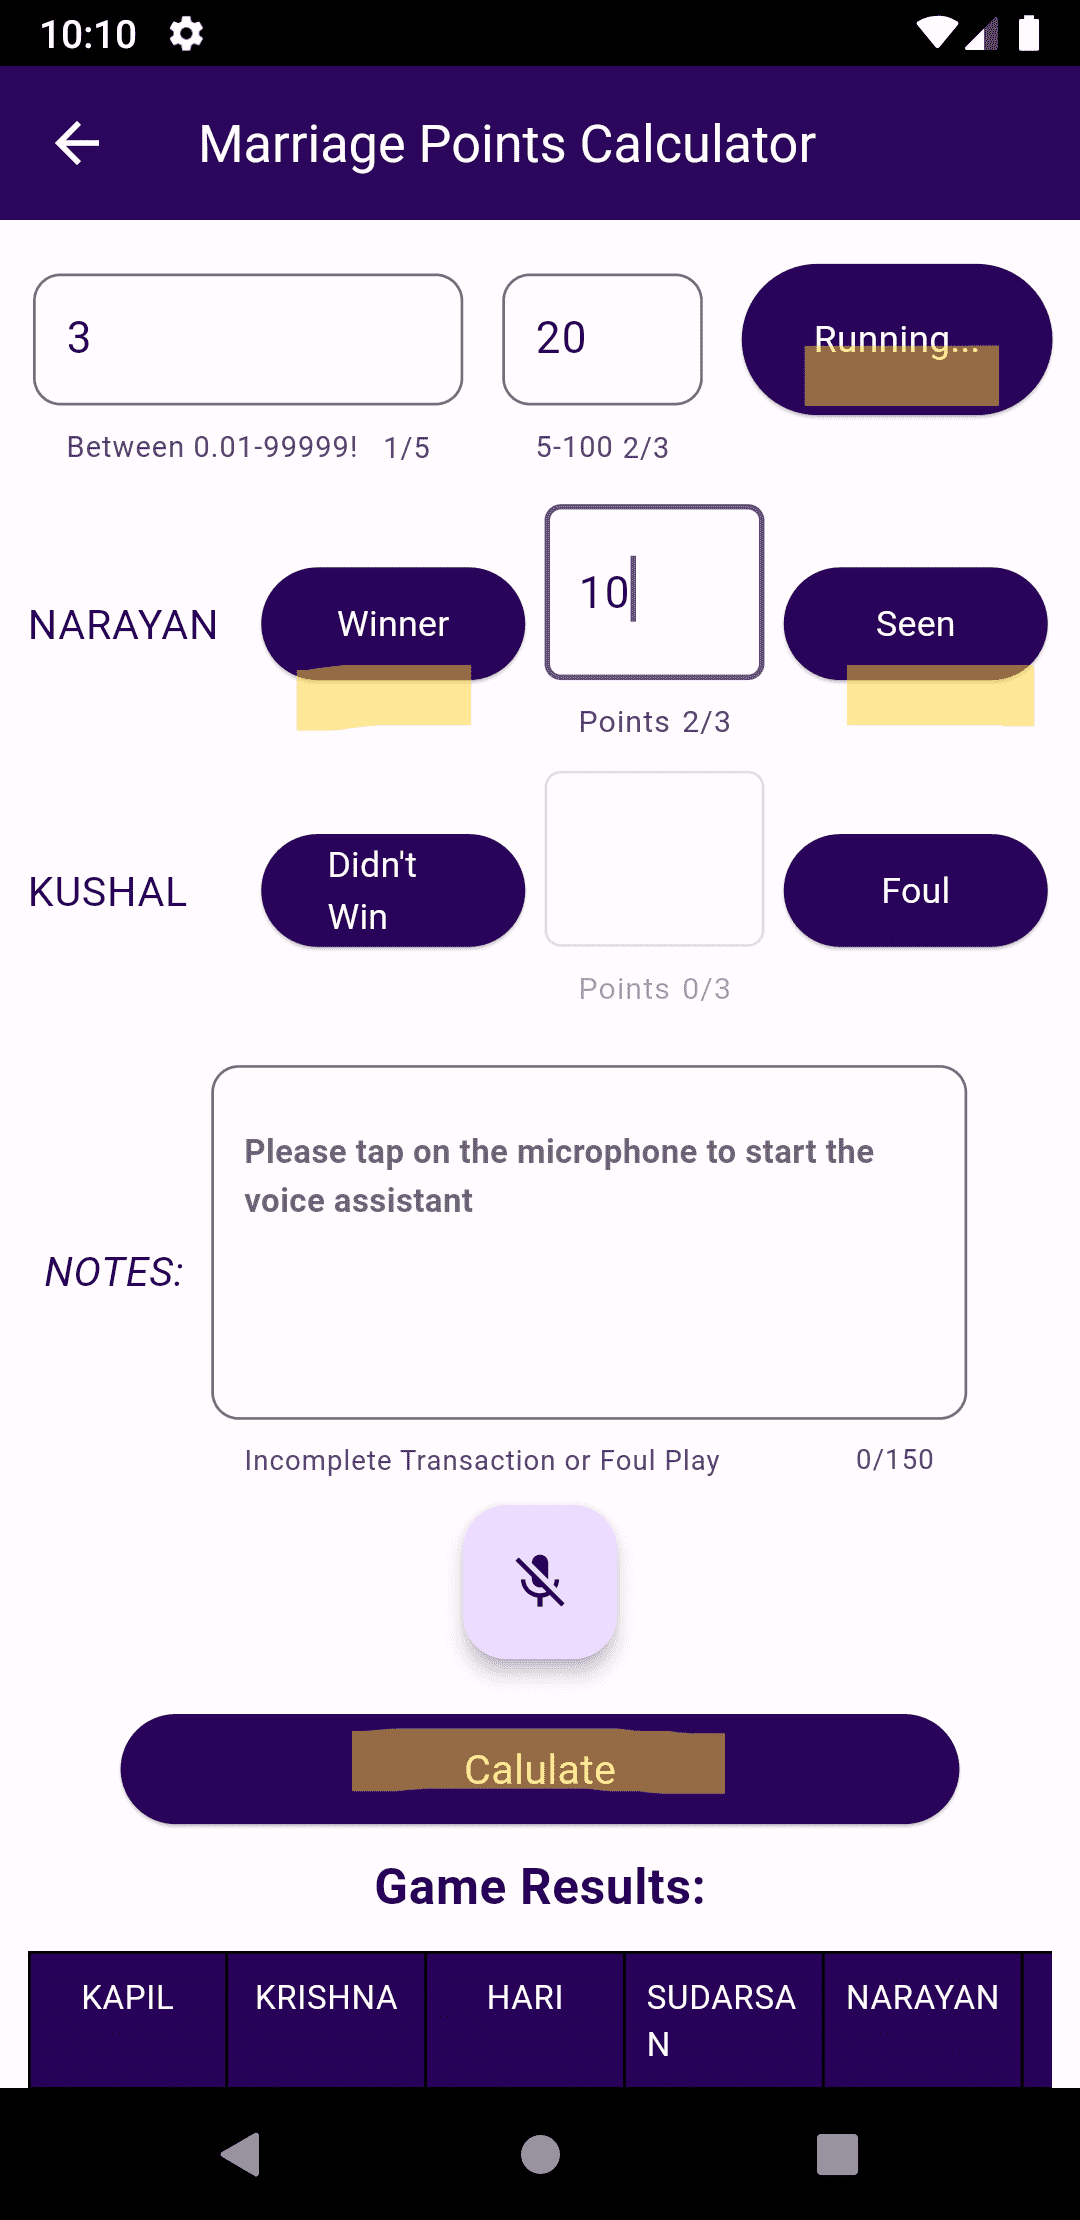 10:10
Marriage Points Calculator
3 20 Running...
Between 0.01-99999! 1/5 5-100 2/3
NARAYAN Winner 10 Seen
Points 2/3
KUSHAL Didn't Win Foul
Points 0/3
Please tap on the microphone to start the
voice assistant
NOTES:
Incomplete Transaction or Foul Play 0/150
Calulate
Game Results:
KAPIL KRISHNA HARI SUDARSAN NARAYAN